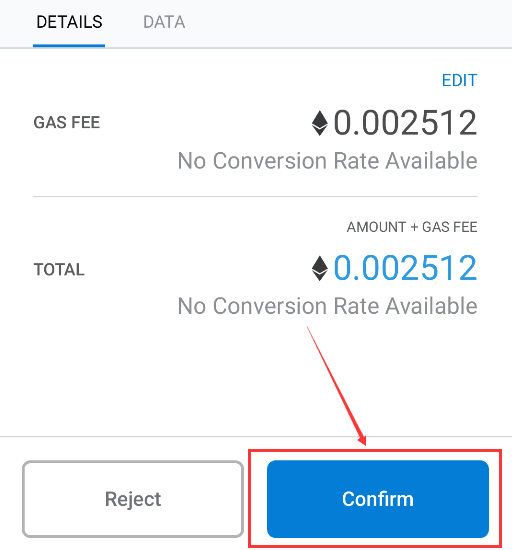 DETAILS DATA
EDIT
GAS FEE 0.002512
No Conversion Rate Available
AMOUNT + GAS FEE
TOTAL 0.002512
No Conversion Rate Available
Reject Confirm